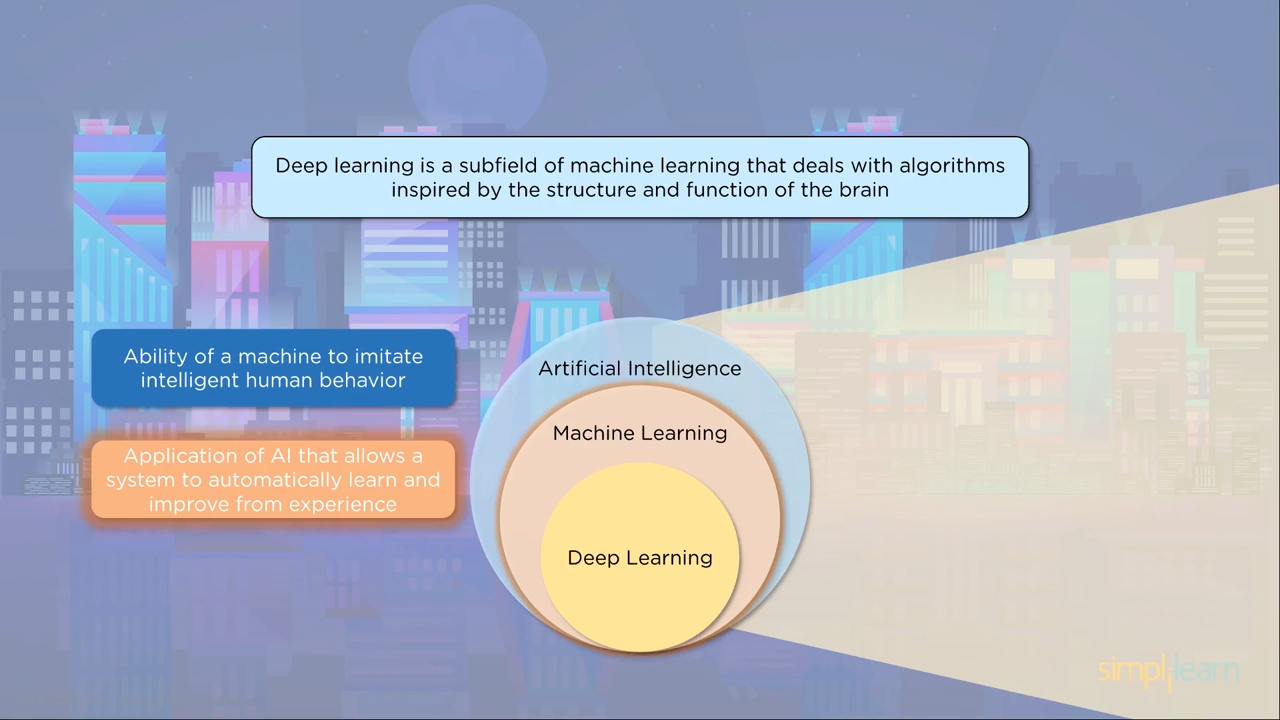 Deep learning is a subfield of machine learning that deals with algorithms
inspired by the structure and function of the brain
Ability of a machine to imitate
intelligent human behavior
Application of AI that allows a
system to automatically learn and
improve from experience
Artificial Intelligence
Machine Learning
Deep Learning
simplilearn